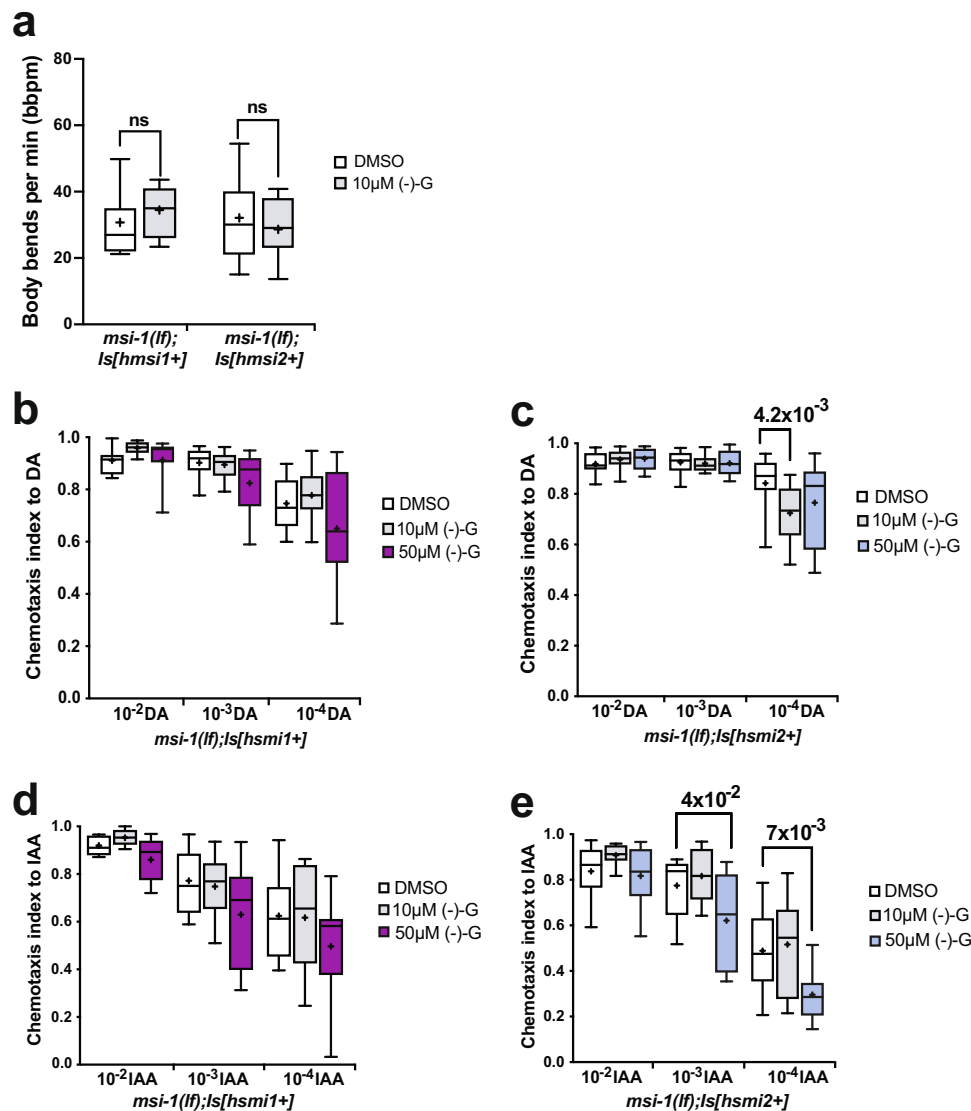 a
Body bends per min (bbpm)
80
60
40
20
0
ns
ns
DMSO
10μM (-)-G
msi-1(lf);
Is[hmsi1+]
msi-1(lf);
Is[hmsi2+]
b
Chemotaxis index to DA
1.0
0.8
0.6
0.4
0.2
0.0
DMSO
10μM (-)-G
50μM (-)-G
10-2DA
10-3DA
10-4DA
msi-1(lf);Is[hsmi1+]
c
4.2x10-3
Chemotaxis index to DA
1.0
0.8
0.6
0.4
0.2
0.0
DMSO
10μM (-)-G
50μM (-)-G
10-2DA
10-3DA
10-4DA
msi-1(lf);Is[hsmi2+]
d
Chemotaxis index to IAA
1.0
0.8
0.6
0.4
0.2
0.0
DMSO
10μM (-)-G
50μM (-)-G
10-2IAA
10-3IAA
10-4IAA
msi-1(lf);Is[hsmi1+]
e
4x10-2
7x10-3
Chemotaxis index to IAA
1.0
0.8
0.6
0.4
0.2
0.0
DMSO
10μM (-)-G
50μM (-)-G
10-2IAA
10-3IAA
10-4IAA
msi-1(lf);Is[hsmi2+]